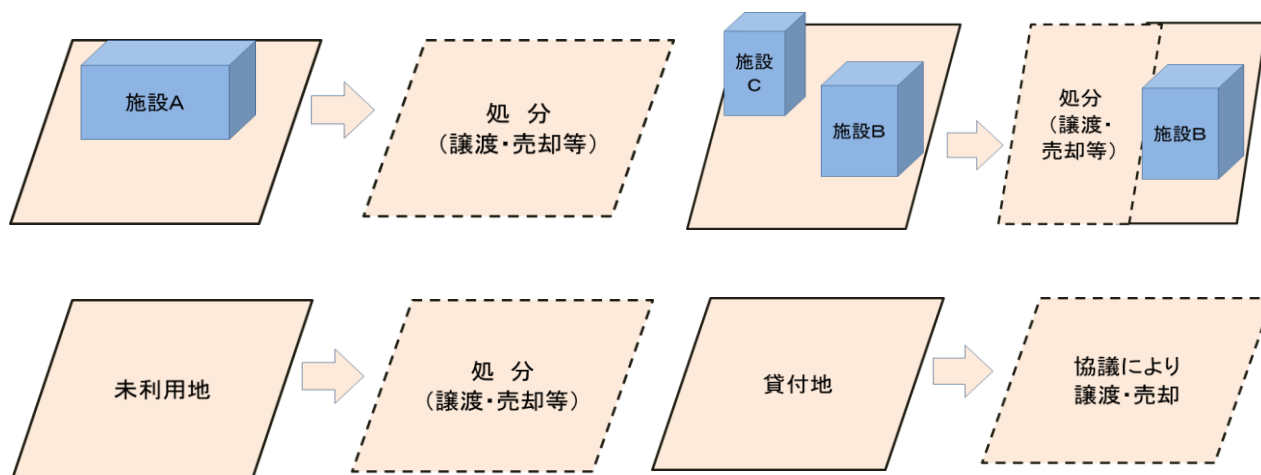 施設A
処　分
（譲渡・売却等）
施設
C
施設B
処分
（譲渡・
売却等）
施設B
未利用地
処　分
（譲渡・売却等）
貸付地
協議により
譲渡・売却